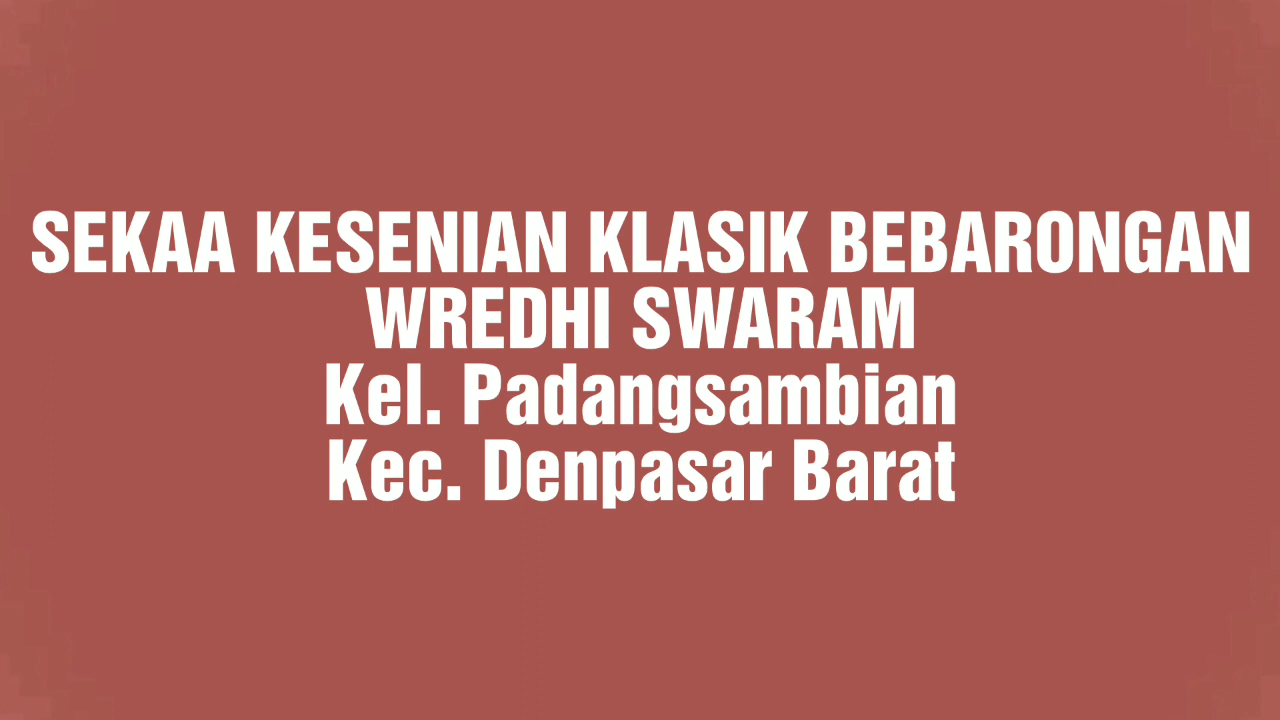 SEKAA KESENIAN KLASIK BEBARONGAN
WREDHI SWARAM
Kel. Padangsambian
Kec. Denpasar Barat